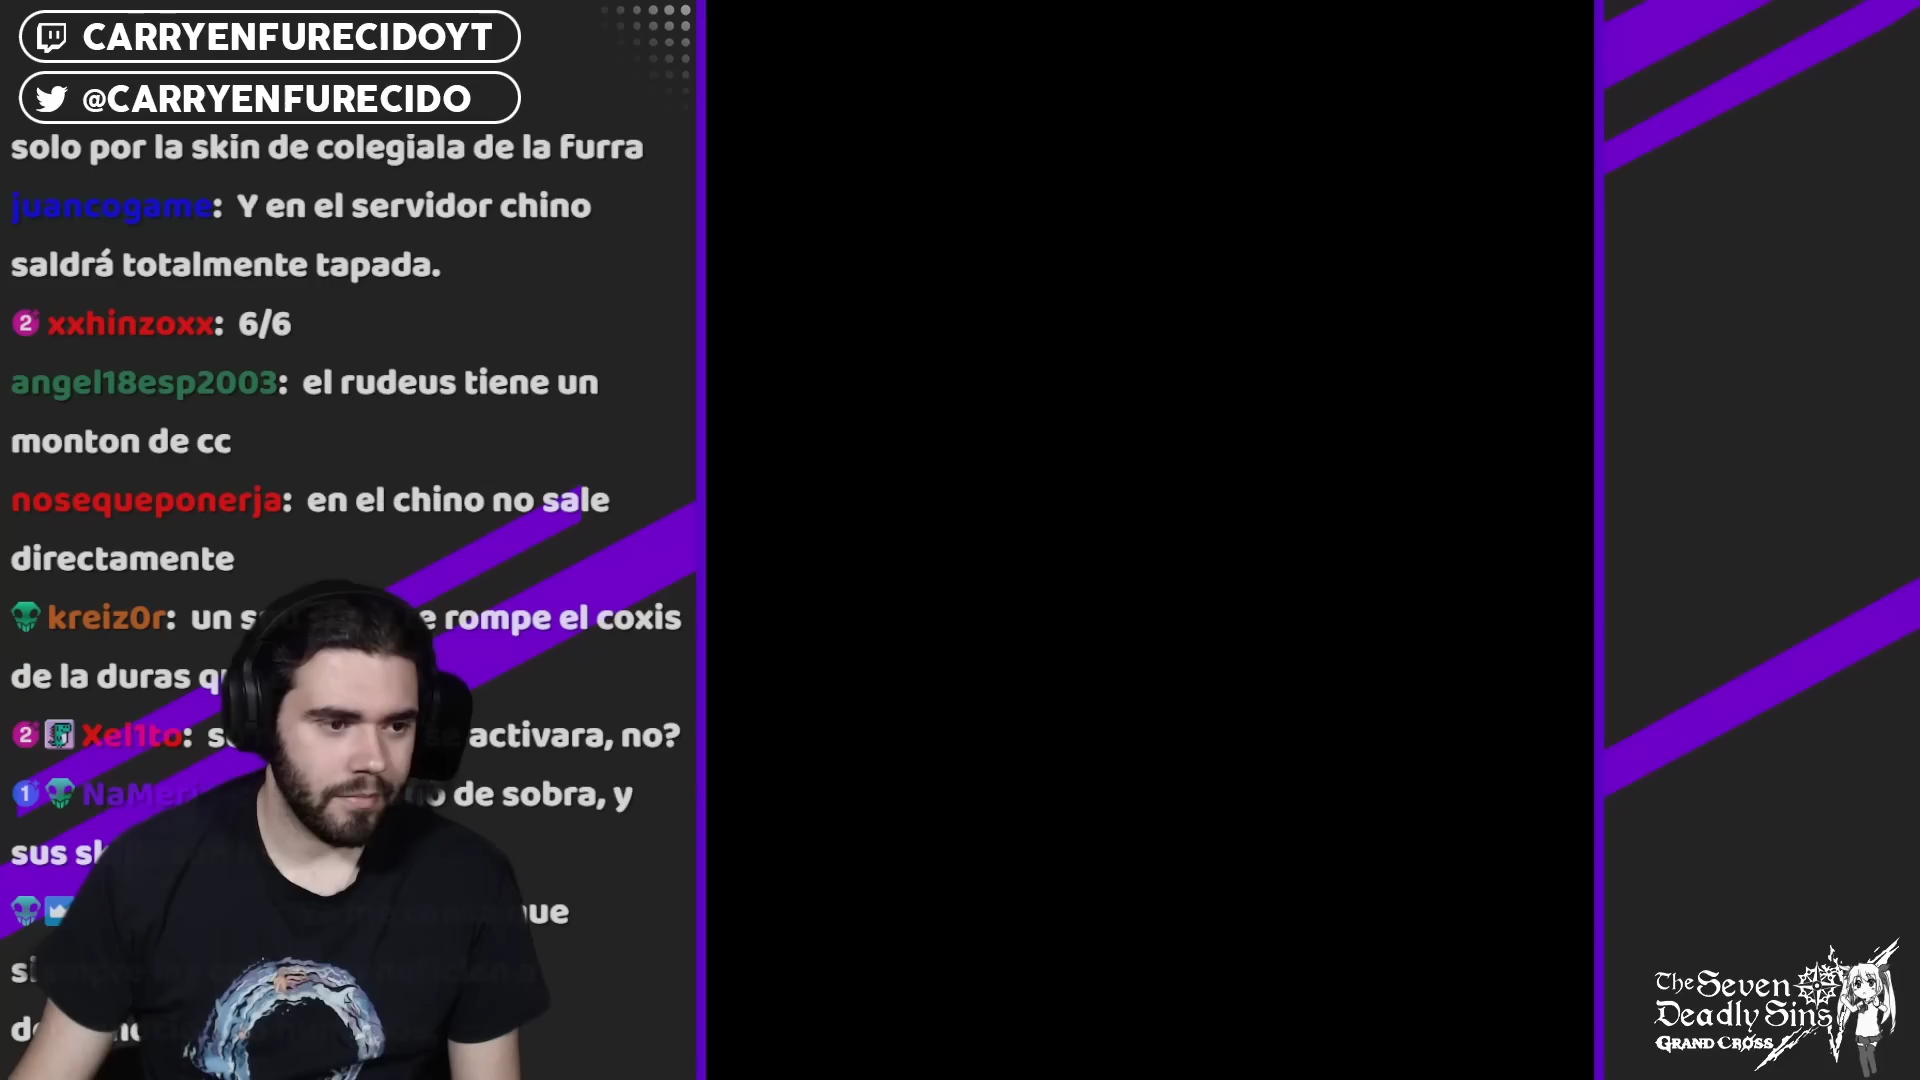 CARRYENFURECIDOYT
@CARRYENFURECIDO
solo por la skin de colegiala de la furra
juancogame: Y en el servidor chino
saldrá totalmente tapada.
2 xxhinzoxx: 6/6
angel18esp2003: el rudeus tiene un
monton de cc
nosequeponerja: en el chino no sale
directamente
kreiz0r: un rompe el coxis
de la duras
2 Xel1to: activara, no?
1 de sobra, y
sus
The Seven
Deadly Sins
GRAND CROSS